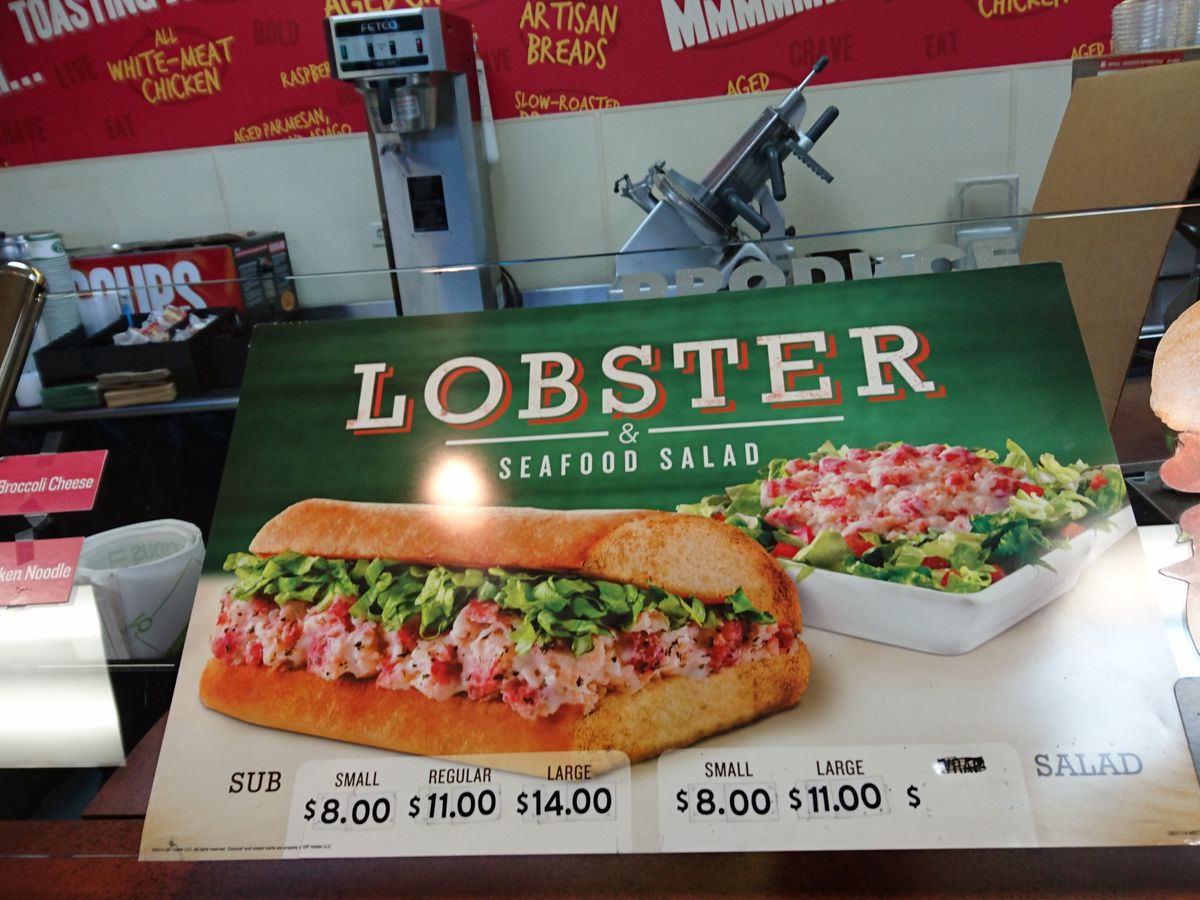 TOASTING
MMMMM
ALL
WHITE-MEAT
CHICKEN
BOLD
LIVE
CRAVE
EAT
AGED PARMESAN,
ARTISAN
BREADS
SLOW-ROASTED
AGED
CRAVE
EAT
CHICKEN
AGED
FETCO
SOUPS
PRODUC
Broccoli Cheese
ken Noodle
LOBSTER
&
SEAFOOD SALAD
SUB
SMALL REGULAR LARGE
$8.00 $11.00 $14.00
SMALL LARGE WRAP
$8.00 $11.00 $
SALAD